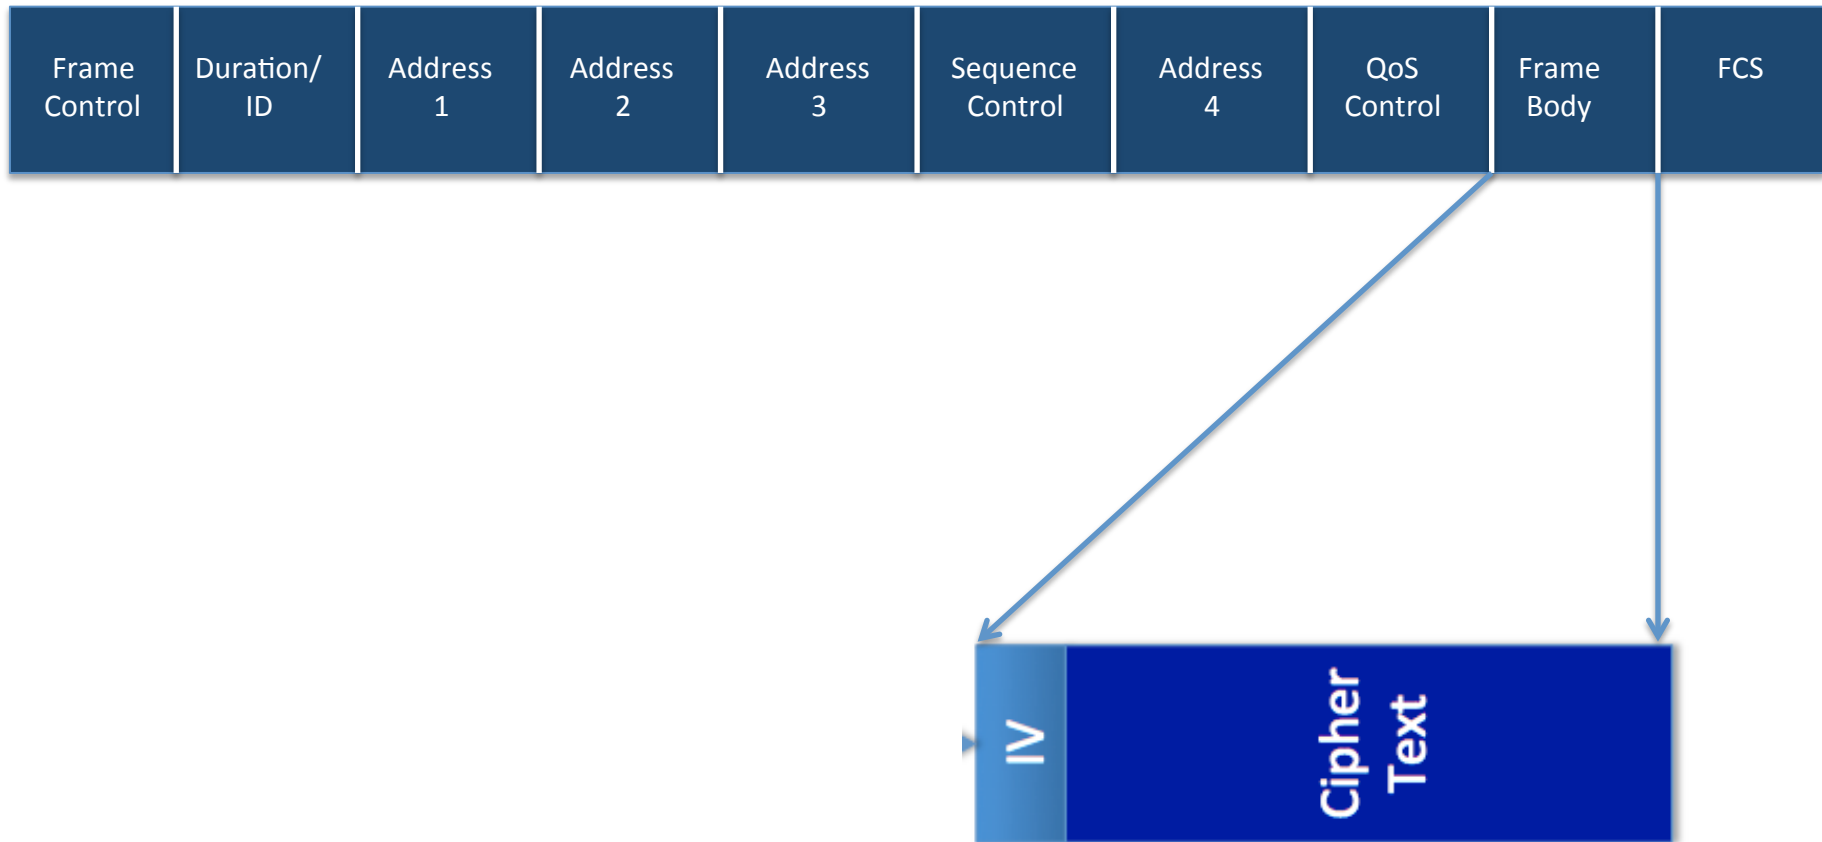 Frame
Control
Duration/
ID
Address
1
Address
2
Address
3
Sequence
Control
Address
4
QoS
Control
Frame
Body
FCS
IV
Cipher
Text